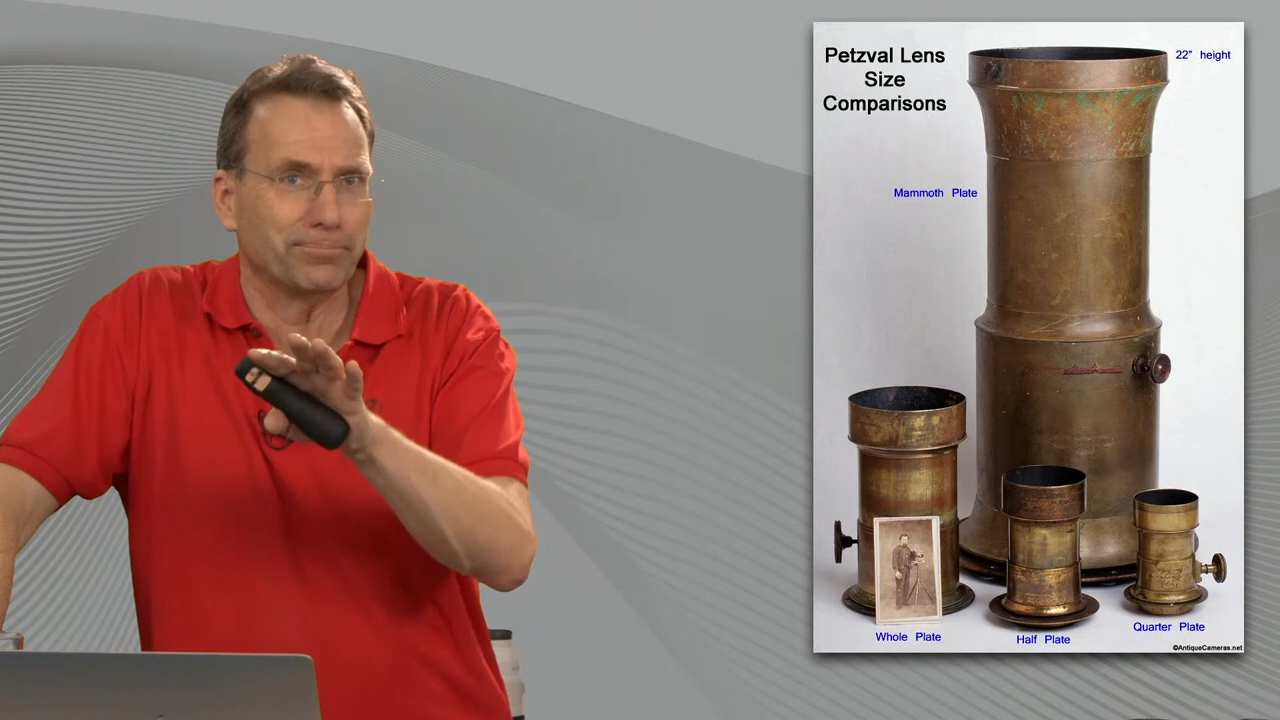 Petzval Lens
Size
Comparisons
22" height
Mammoth Plate
Whole Plate
Half Plate
Quarter Plate
©AntiqueCameras.net